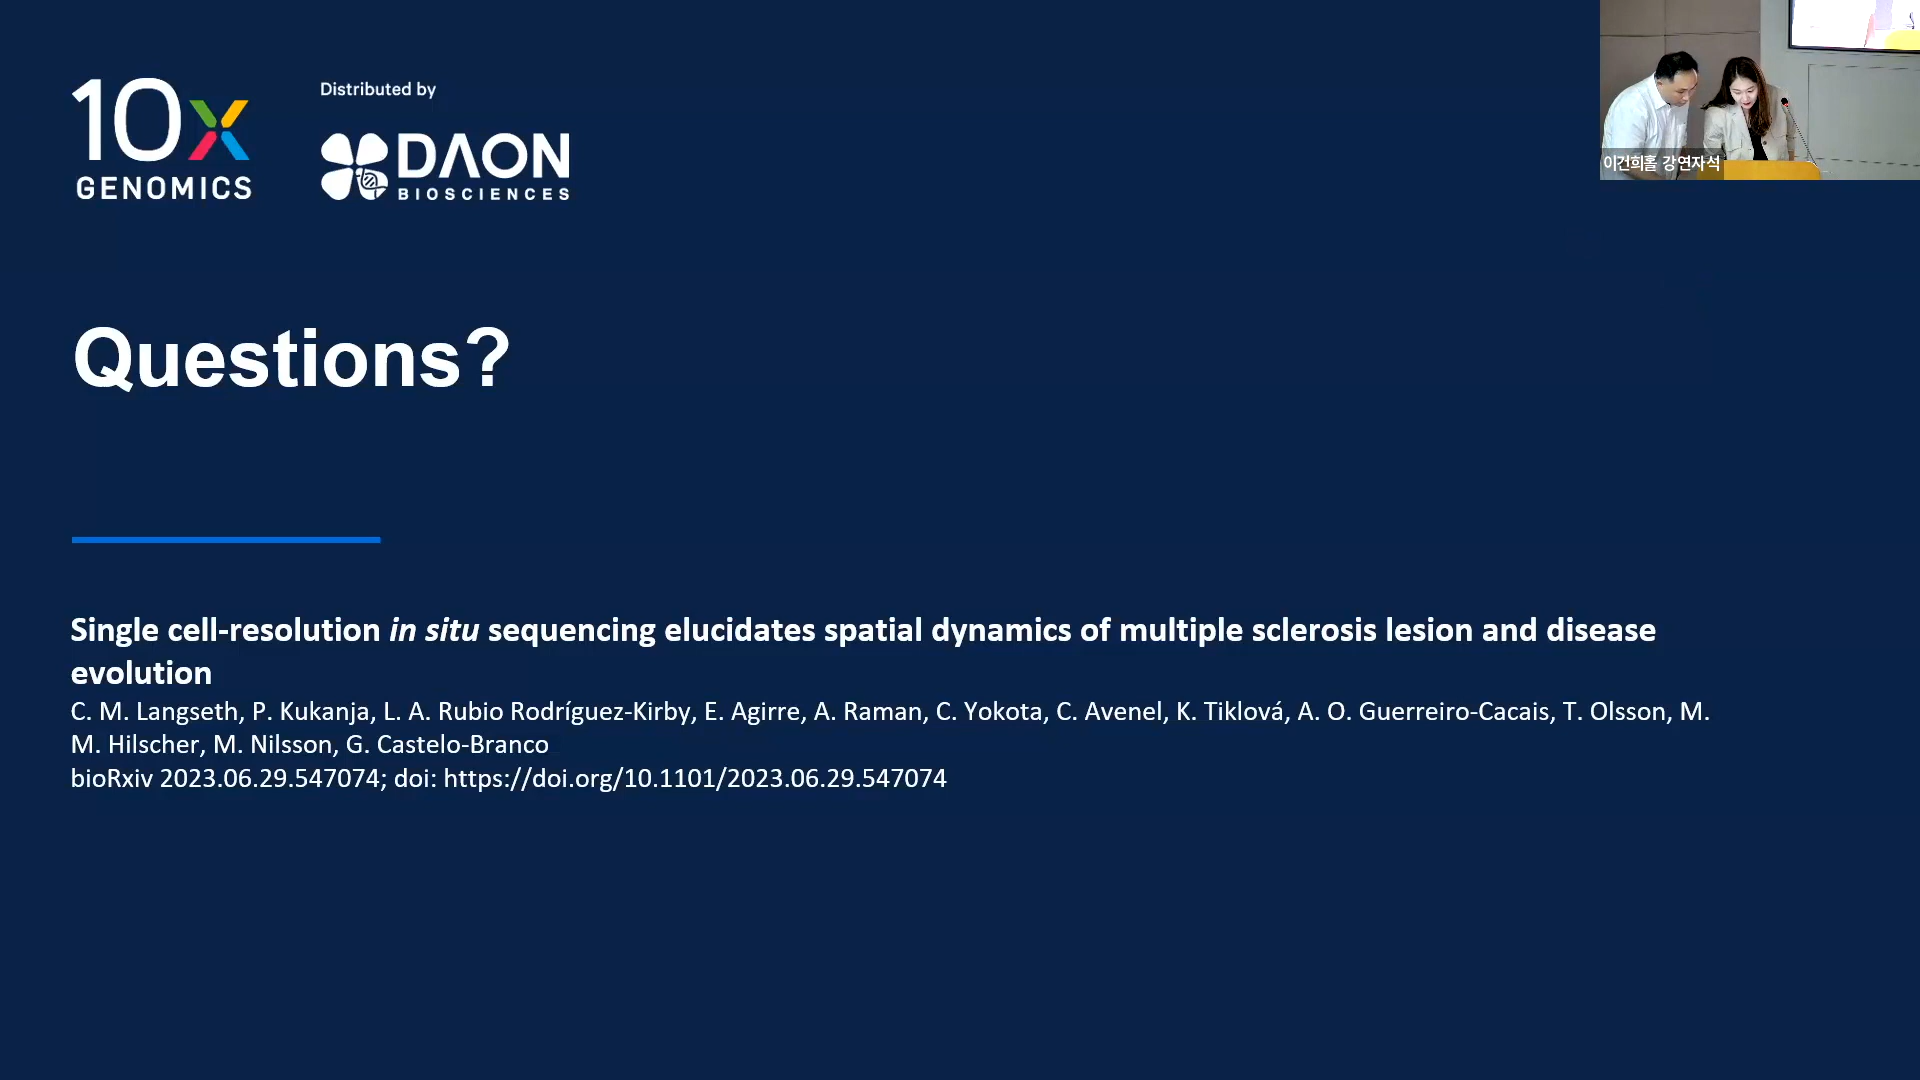 10x
GENOMICS
Distributed by
DAON
BIOSCIENCES
이건희홀 강연자석
Questions?
Single cell-resolution in situ sequencing elucidates spatial dynamics of multiple sclerosis lesion and disease
evolution
C. M. Langseth, P. Kukanja, L. A. Rubio Rodríguez-Kirby, E. Agirre, A. Raman, C. Yokota, C. Avenel, K. Tiklová, A. O. Guerreiro-Cacais, T. Olsson, M.
M. Hilscher, M. Nilsson, G. Castelo-Branco
bioRxiv 2023.06.29.547074; doi: https://doi.org/10.1101/2023.06.29.547074